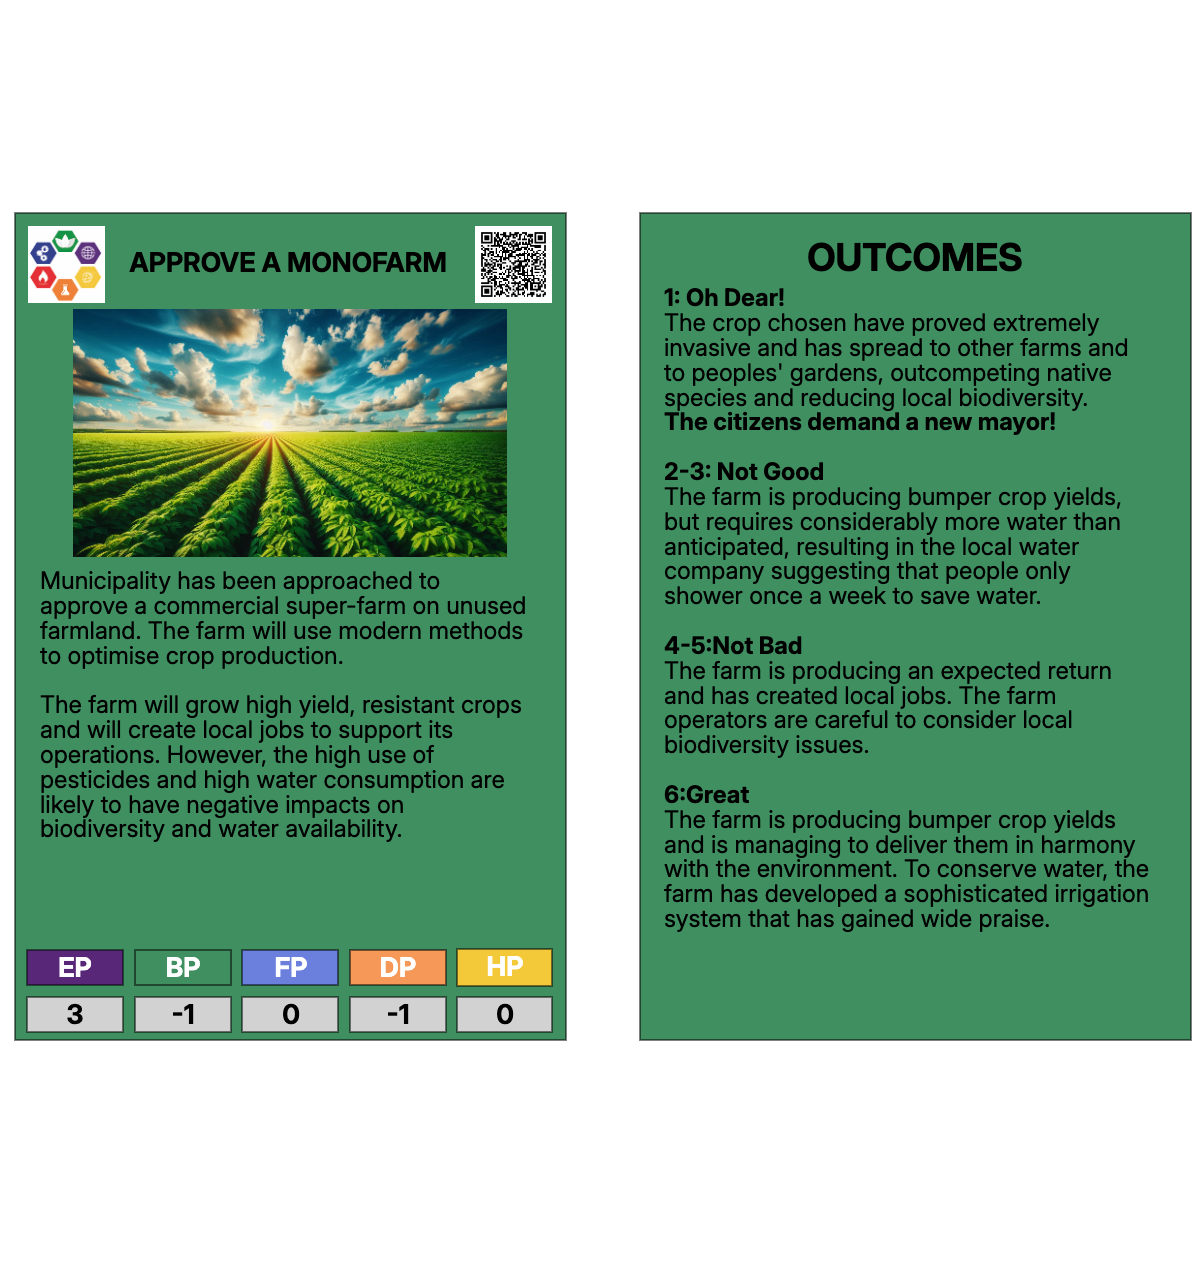 APPROVE A MONOFARM
Municipality has been approached to
approve a commercial super-farm on unused
farmland. The farm will use modern methods
to optimise crop production.
The farm will grow high yield, resistant crops
and will create local jobs to support its
operations. However, the high use of
pesticides and high water consumption are
likely to have negative impacts on
biodiversity and water availability.
EP BP FP DP HP
3 -1 0 -1 0
OUTCOMES
1: Oh Dear!
The crop chosen have proved extremely
invasive and has spread to other farms and
to peoples' gardens, outcompeting native
species and reducing local biodiversity.
The citizens demand a new mayor!
2-3: Not Good
The farm is producing bumper crop yields,
but requires considerably more water than
anticipated, resulting in the local water
company suggesting that people only
shower once a week to save water.
4-5:Not Bad
The farm is producing an expected return
and has created local jobs. The farm
operators are careful to consider local
biodiversity issues.
6:Great
The farm is producing bumper crop yields
and is managing to deliver them in harmony
with the environment. To conserve water, the
farm has developed a sophisticated irrigation
system that has gained wide praise.